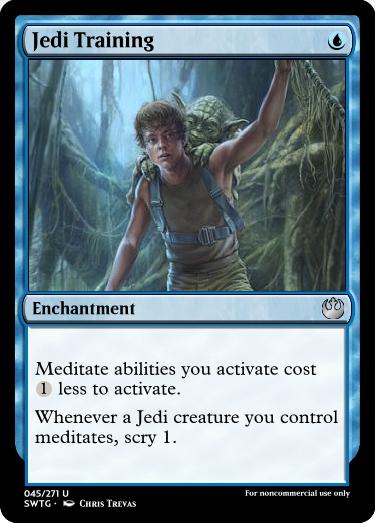 Jedi Training
Enchantment
Meditate abilities you activate cost
1 less to activate.
Whenever a Jedi creature you control
meditates, scry 1.
045/271 U
SWTG · Chris Trevas
For noncommercial use only